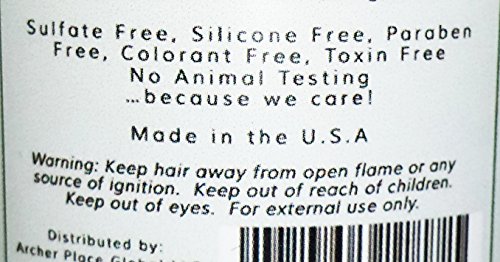 Sulfate Free, Silicone Free, Paraben
Free, Colorant Free, Toxin Free
No Animal Testing
...because we care!
Made in the U.S.A
Warning: Keep hair away from open flame or any
source of ignition. Keep out of reach of children.
Keep out of eyes. For external use only.
Distributed by:
Archer Place